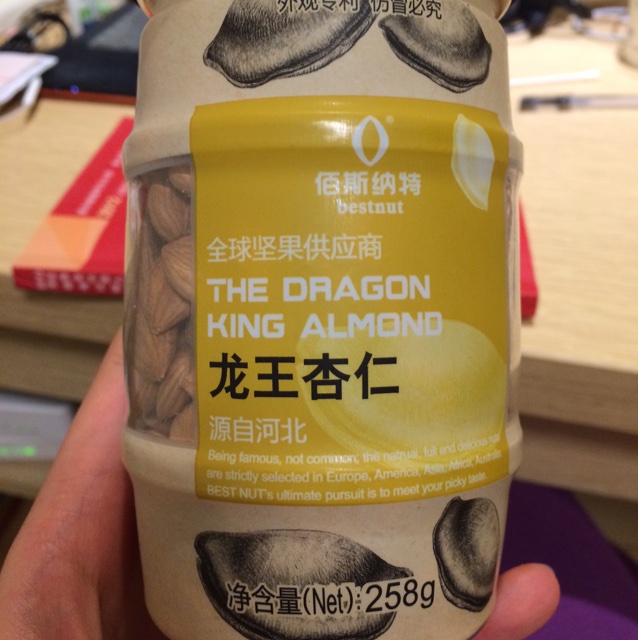 外观专利 仿冒必究
佰斯纳特
bestnut
全球坚果供应商
THE DRAGON
KING ALMOND
龙王杏仁
源自河北
Being famous, not common, the natrual, full and delicious nuts
are strictly selected in Europe, America, Asia, Africa, Australia.
BEST NUT's ultimate pursuit is to meet your picky taste.
净含量(Net):258g